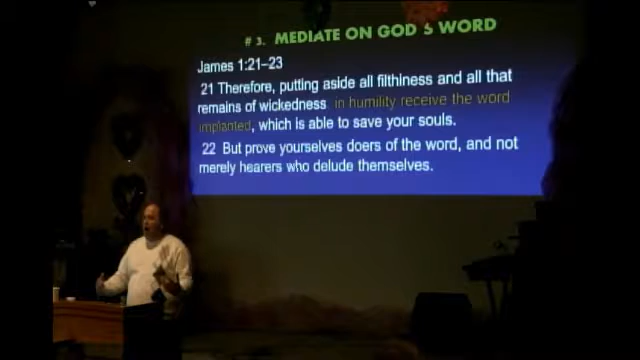 # 3. MEDIATE ON GOD'S WORD
James 1:21–23
21 Therefore, putting aside all filthiness and all that
remains of wickedness in humility receive the word
implanted, which is able to save your souls.
22 But prove yourselves doers of the word, and not
merely hearers who delude themselves.